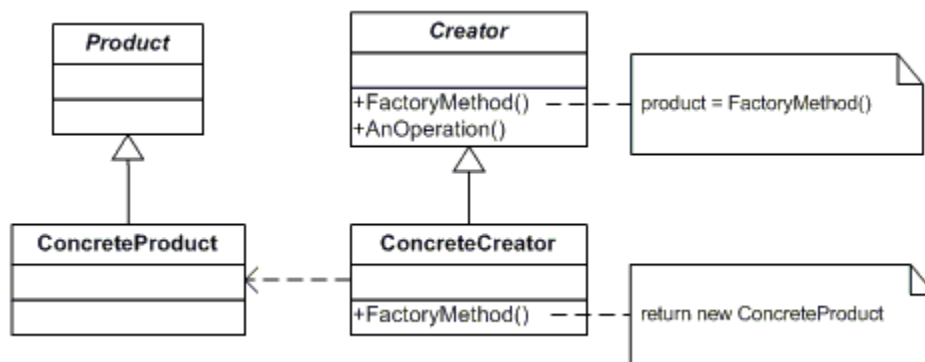 Product
Creator
+FactoryMethod()
+AnOperation()
product = FactoryMethod()
ConcreteProduct
ConcreteCreator
+FactoryMethod()
return new ConcreteProduct